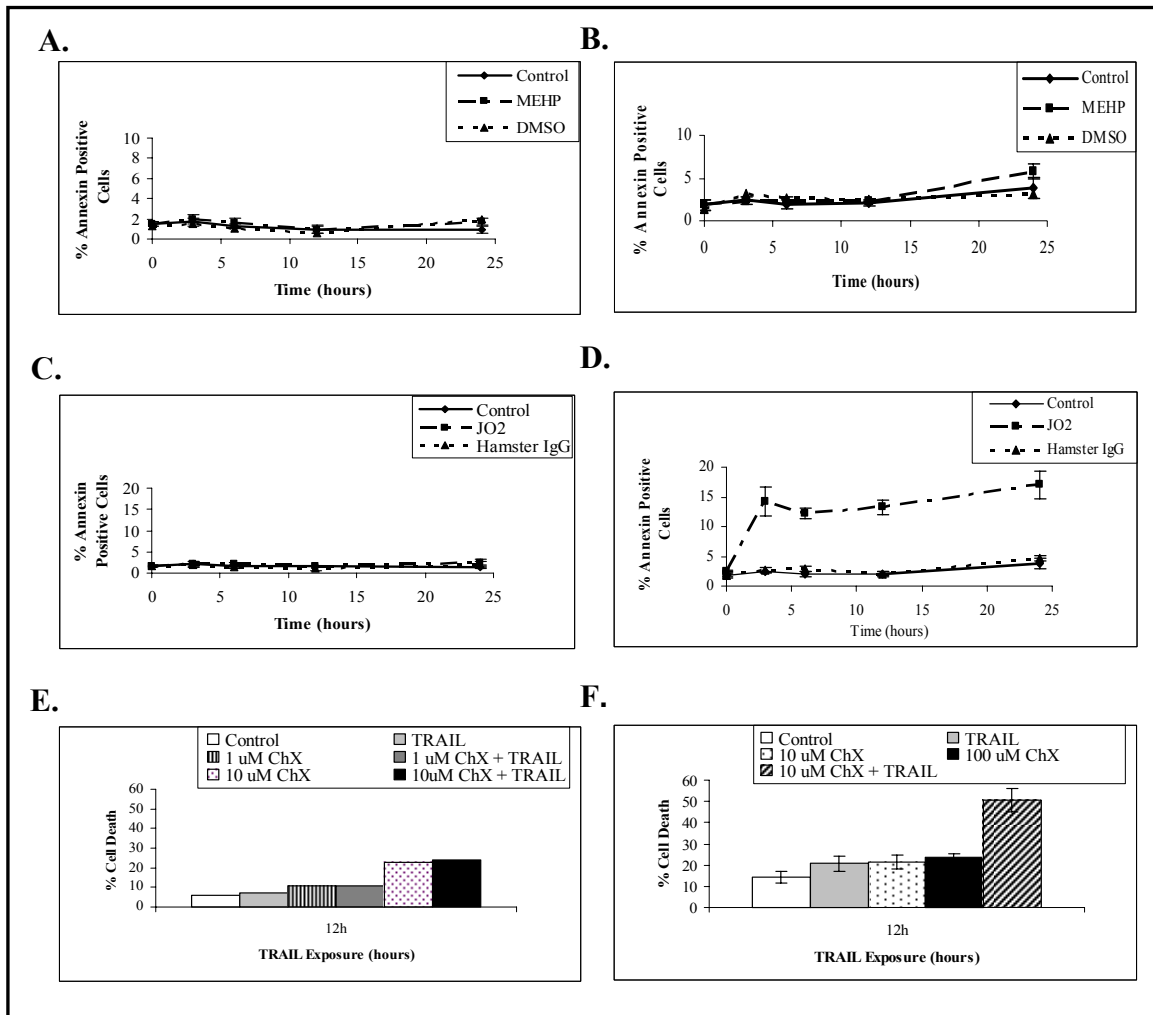 A.
Control
MEHP
DMSO
10
8
6
4
2
0
% Annexin Positive
Cells
0 5 10 15 20 25
Time (hours)
B.
Control
MEHP
DMSO
10
5
0
% Annexin Positive
Cells
0 5 10 15 20 25
Time (hours)
C.
Control
JO2
Hamster IgG
20
15
10
5
0
% Annexin
Positive Cells
0 5 10 15 20 25
Time (hours)
D.
Control
JO2
Hamster IgG
20
15
10
5
0
% Annexin Positive
Cells
0 5 10 15 20 25
Time (hours)
E.
Control TRAIL
1 uM ChX 1 uM ChX + TRAIL
10 uM ChX 10uM ChX + TRAIL
60
50
40
30
20
10
0
% Cell Death
12h
TRAIL Exposure (hours)
F.
Control TRAIL
10 uM ChX 100 uM ChX
10 uM ChX + TRAIL
60
50
40
30
20
10
0
% Cell Death
12h
TRAIL Exposure (hours)